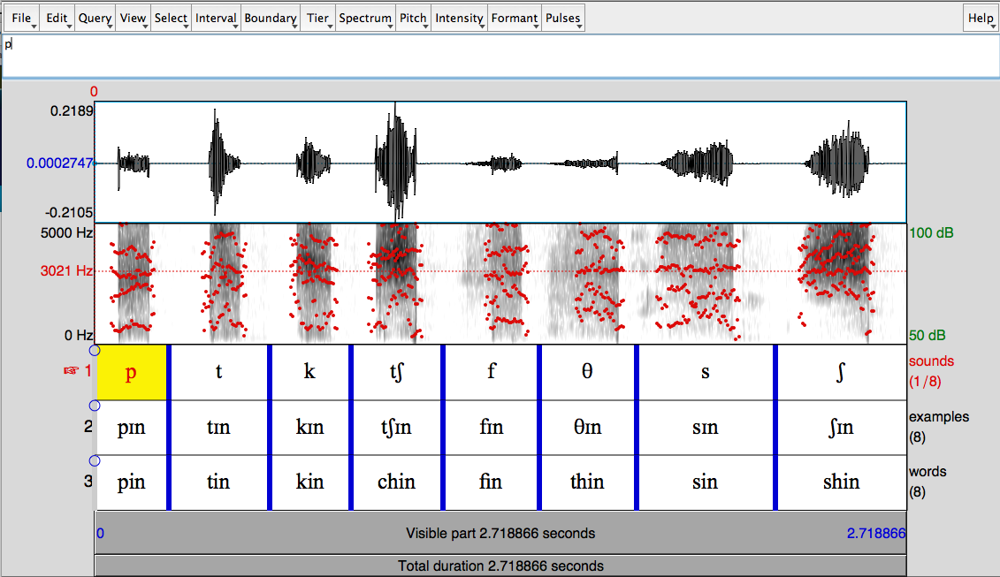 File Edit Query View Select Interval Boundary Tier Spectrum Pitch Intensity Formant Pulses Help
p
0
0.2189
0.0002747
-0.2105
5000 Hz 100 dB
3021 Hz
0 Hz 50 dB
☞ 1 p t k tʃ f θ s ʃ sounds
(1/8)
2 pɪn tɪn kɪn tʃɪn fɪn θɪn sɪn ʃɪn examples
(8)
3 pin tin kin chin fin thin sin shin words
(8)
0 Visible part 2.718866 seconds 2.718866
Total duration 2.718866 seconds